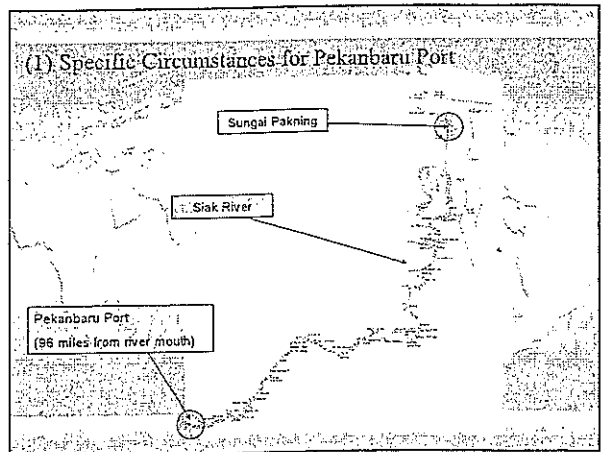 (1) Specific Circumstances for Pekanbaru Port
Sungai Pakning
Siak River
Pekanbaru Port
(96 miles from river mouth)